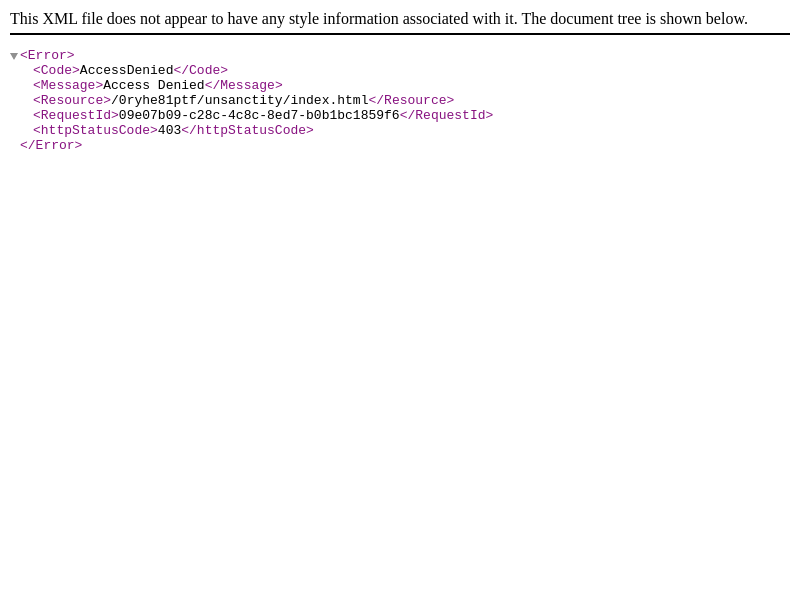 This XML file does not appear to have any style information associated with it. The document tree is shown below.
<Error>
<Code>AccessDenied</Code>
<Message>Access Denied</Message>
<Resource>/0ryhe81ptf/unsanctity/index.html</Resource>
<RequestId>09e07b09-c28c-4c8c-8ed7-b0b1bc1859f6</RequestId>
<httpStatusCode>403</httpStatusCode>
</Error>